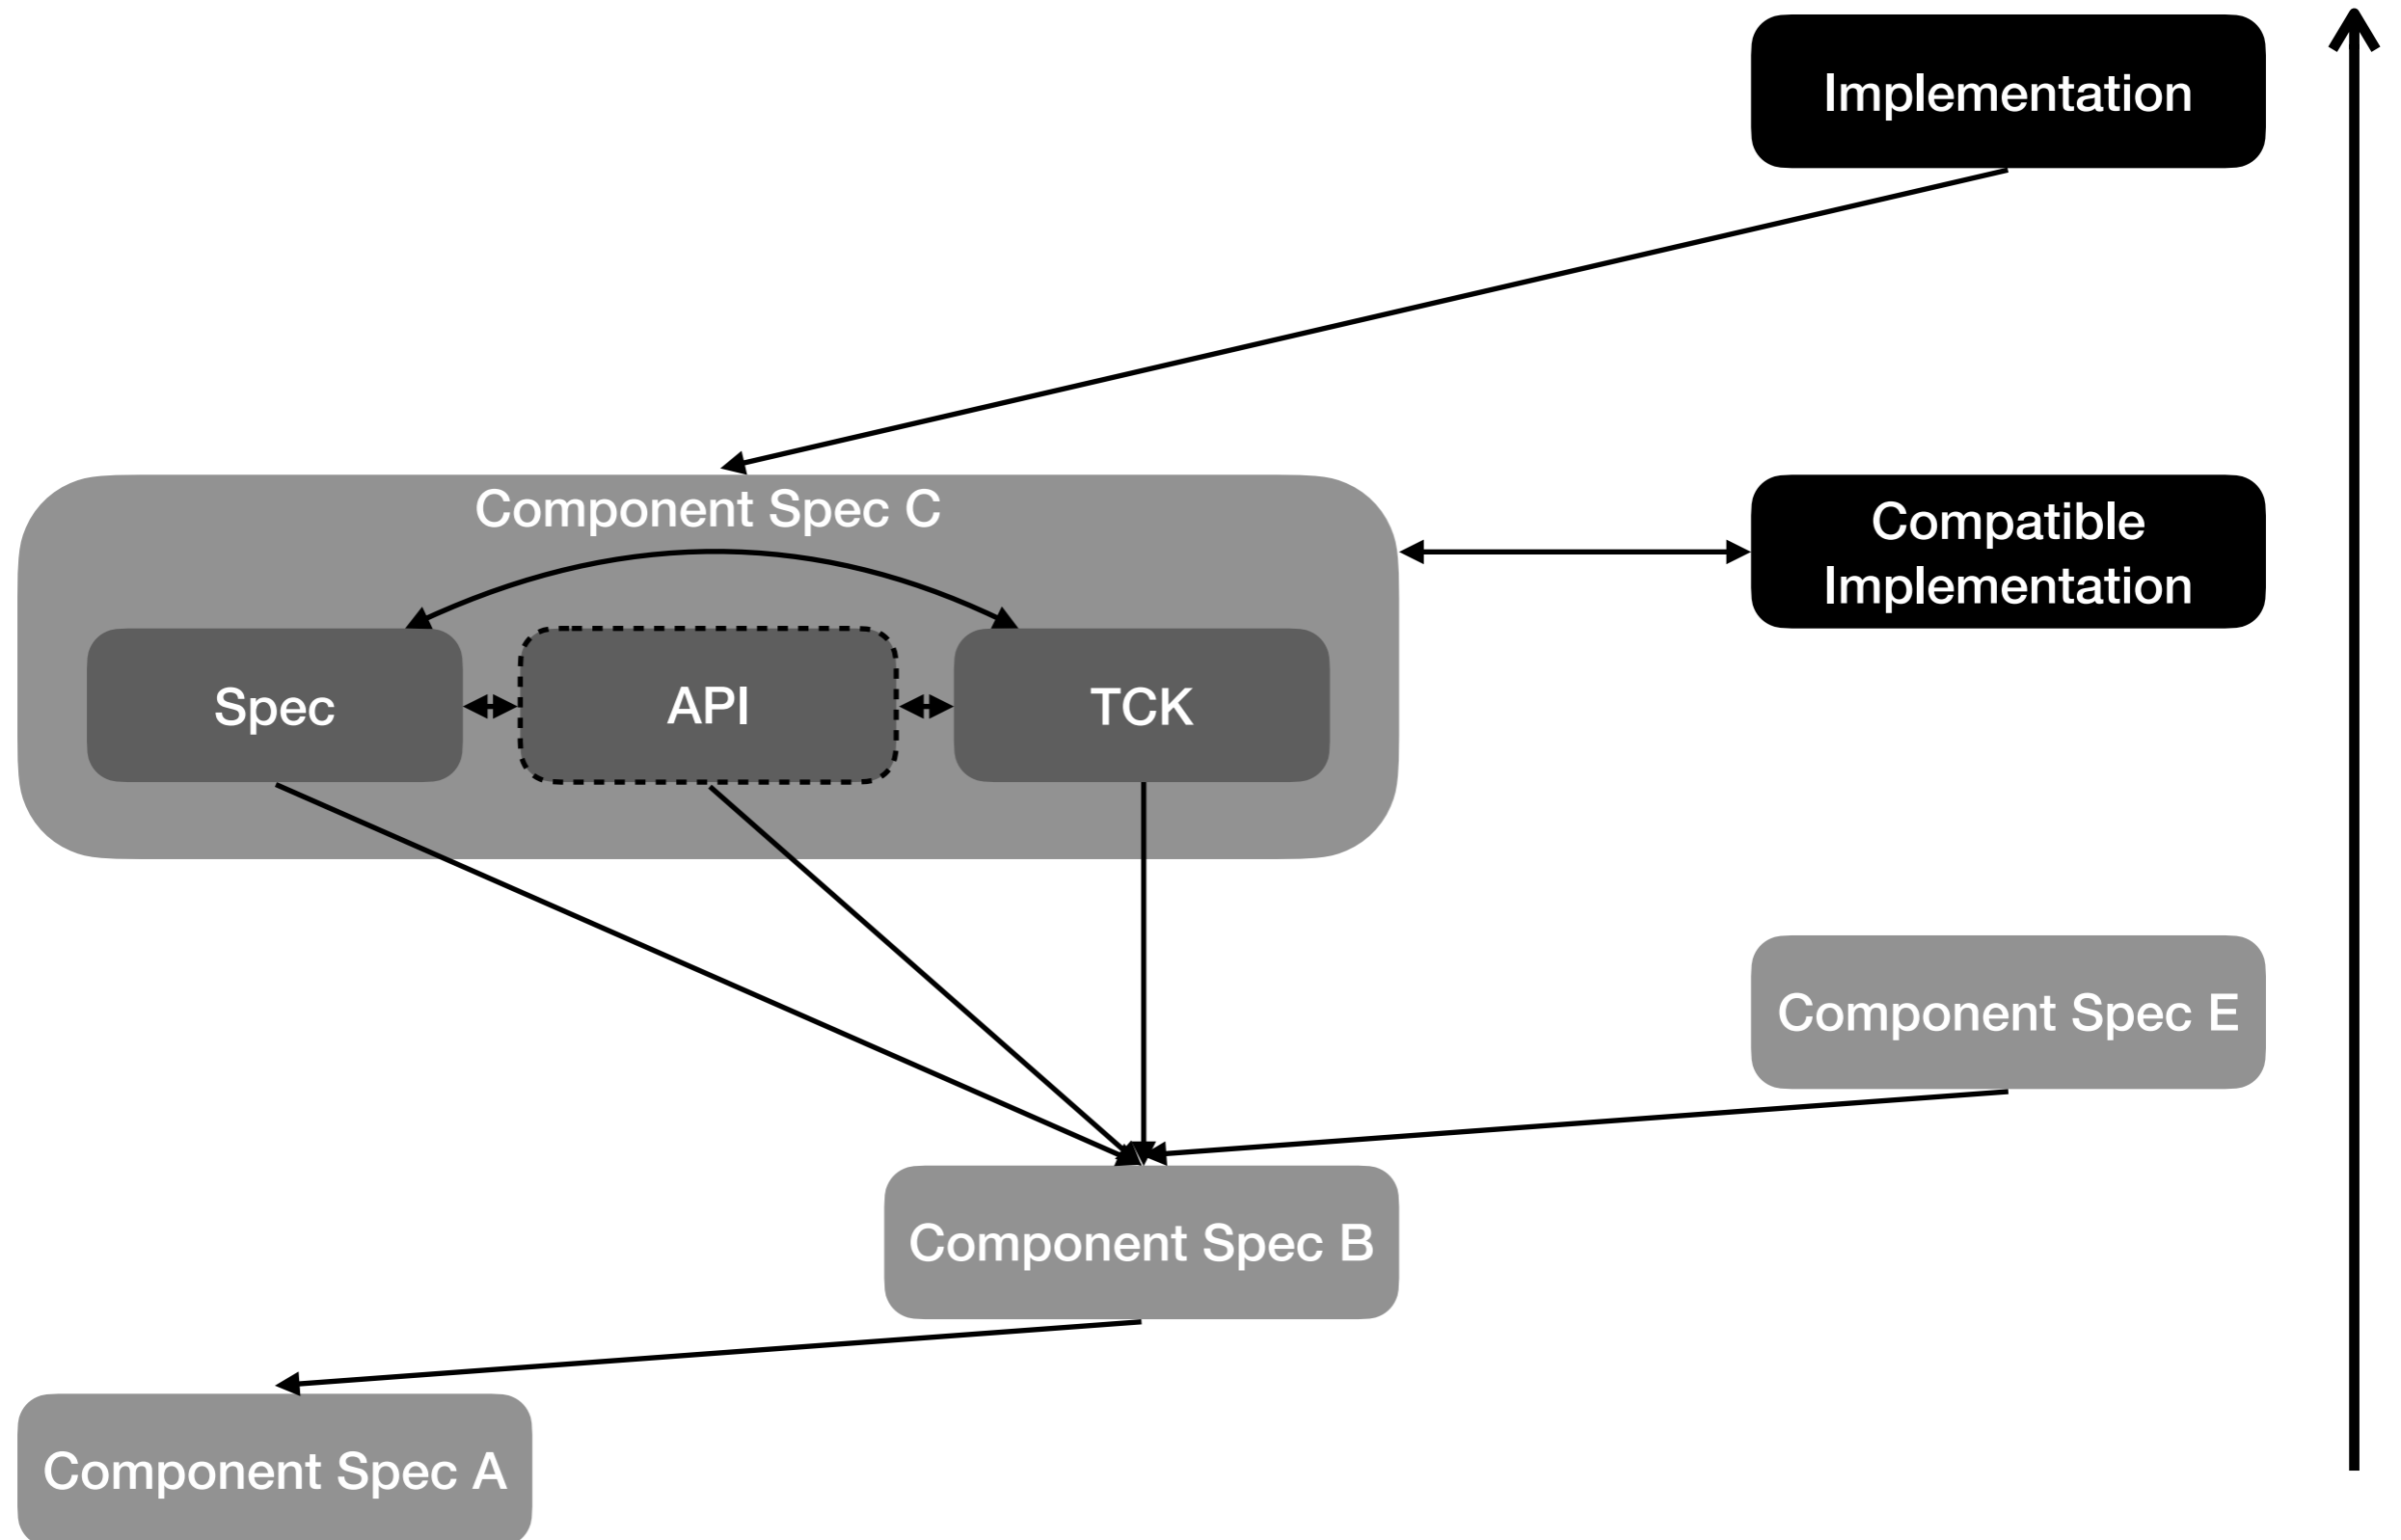 Implementation
Component Spec C
Compatible
Implementation
Spec
API
TCK
Component Spec E
Component Spec B
Component Spec A